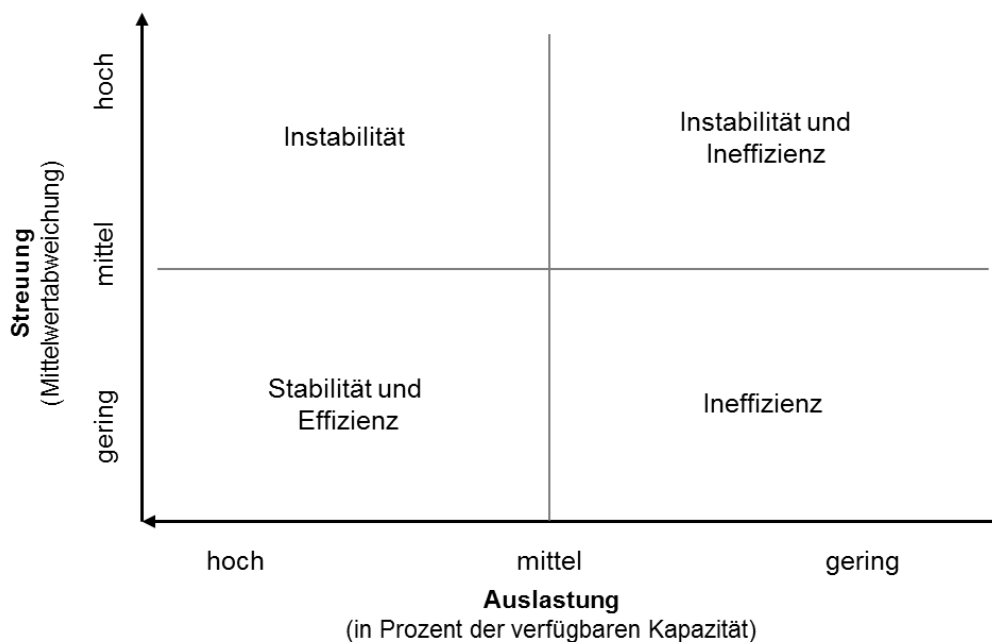 Streuung
(Mittelwertabweichung)
hoch
mittel
gering
Instabilität
Instabilität und
Ineffizienz
Stabilität und
Effizienz
Ineffizienz
hoch
mittel
gering
Auslastung
(in Prozent der verfügbaren Kapazität)